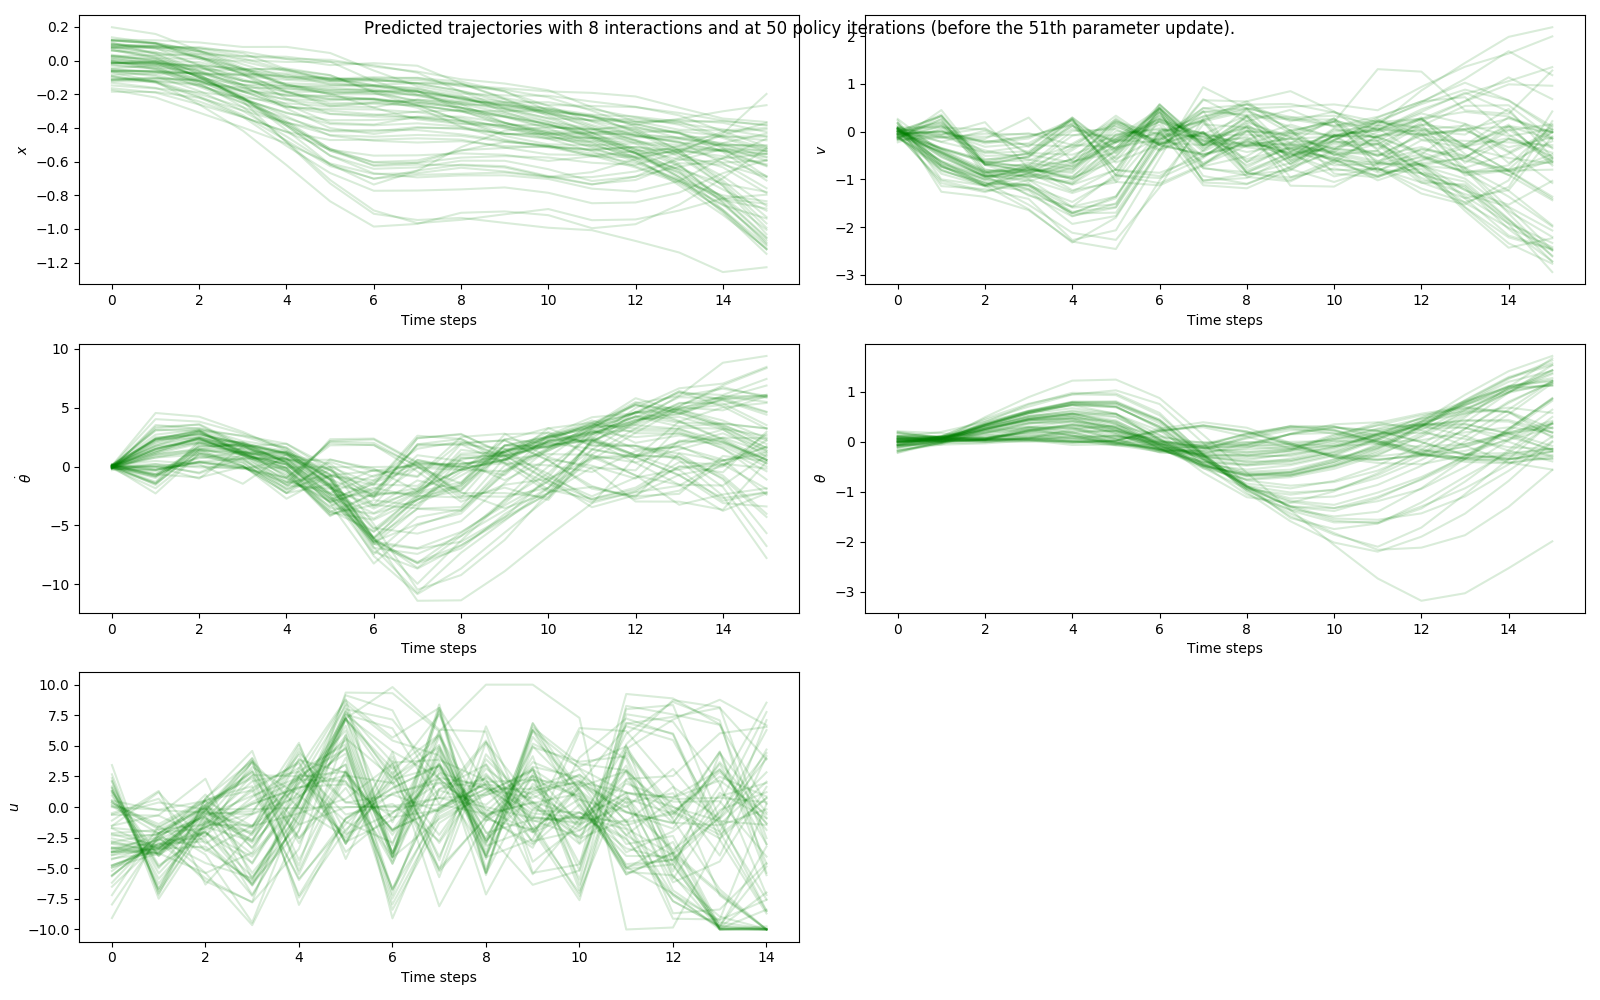 Predicted trajectories with 8 interactions and at 50 policy iterations (before the 51th parameter update).
0.2
0.0
−0.2
−0.4
−0.6
−0.8
−1.0
−1.2
x
0 2 4 6 8 10 12 14
Time steps
2
1
0
−1
−2
−3
v
0 2 4 6 8 10 12 14
Time steps
10
5
0
−5
−10
θ̇
0 2 4 6 8 10 12 14
Time steps
1
0
−1
−2
−3
θ
0 2 4 6 8 10 12 14
Time steps
10.0
7.5
5.0
2.5
0.0
−2.5
−5.0
−7.5
−10.0
u
0 2 4 6 8 10 12 14
Time steps